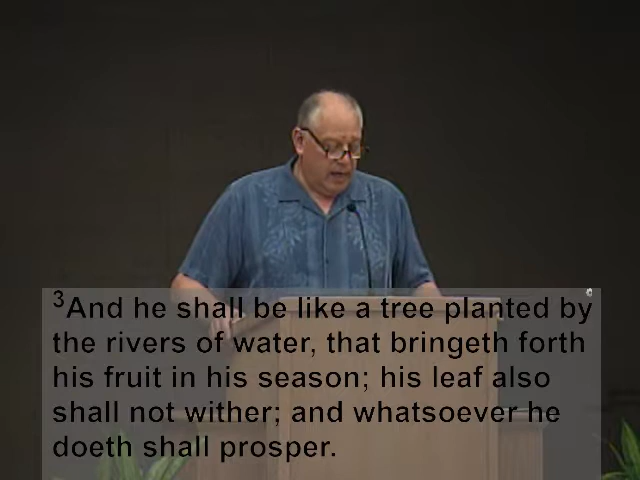 ³And he shall be like a tree planted by
the rivers of water, that bringeth forth
his fruit in his season; his leaf also
shall not wither; and whatsoever he
doeth shall prosper.